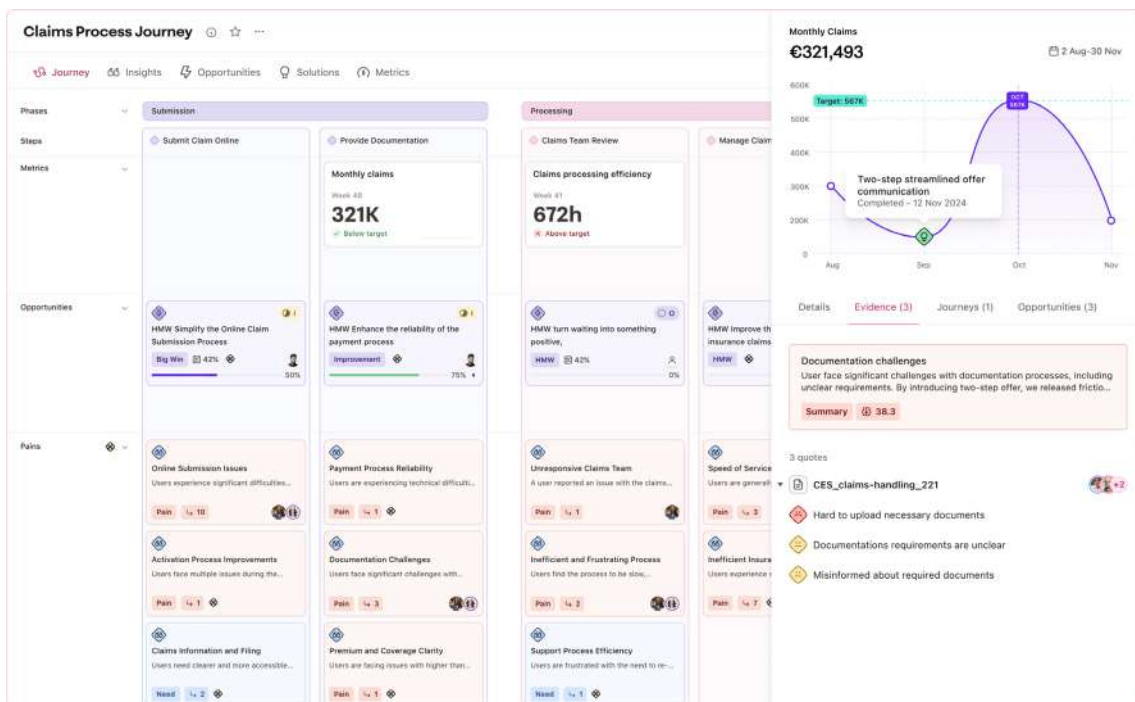 Claims Process Journey
Journey
Insights
Opportunities
Solutions
Metrics
Phases
Submission
Processing
Steps
Submit Claim Online
Provide Documentation
Claims Team Review
Manage Claim
Metrics
Monthly claims
Week 40
321K
Below target
Claims processing efficiency
Week 41
672h
Above target
Opportunities
HMW Simplify the Online Claim
Submission Process
Big Win
42%
50%
HMW Enhance the reliability of the
payment process
Improvement
75%
HMW turn waiting into something
positive,
HMW
42%
0%
HMW Improve th
insurance claims
HMW
Pains
Online Submission Issues
Users experience significant difficulties...
Pain
10
Payment Process Reliability
Users are experiencing technical difficulti...
Pain
1
Unresponsive Claims Team
A user reported an issue with the claims...
Pain
1
Speed of Service
Users are generall
Pain
3
Activation Process Improvements
Users face multiple issues during the...
Pain
1
Documentation Challenges
Users face significant challenges with...
Pain
3
Inefficient and Frustrating Process
Users find the process to be slow,...
Pain
2
Inefficient Insura
Users experience
Pain
7
Claims Information and Filing
Users need clearer and more accessible...
Need
2
Premium and Coverage Clarity
Users are facing issues with higher than...
Pain
1
Support Process Efficiency
Users are frustrated with the need to re-...
Need
1
Monthly Claims
€321,493
2 Aug-30 Nov
600K
500K
400K
300K
200K
0
Target: 567K
OCT
567K
Two-step streamlined offer
communication
Completed – 12 Nov 2024
Aug
Sep
Oct
Nov
Details
Evidence (3)
Journeys (1)
Opportunities (3)
Documentation challenges
User face significant challenges with documentation processes, including
unclear requirements. By introducing two-step offer, we released frictio...
Summary
38.3
3 quotes
CES_claims-handling_221
+2
Hard to upload necessary documents
Documentations requirements are unclear
Misinformed about required documents